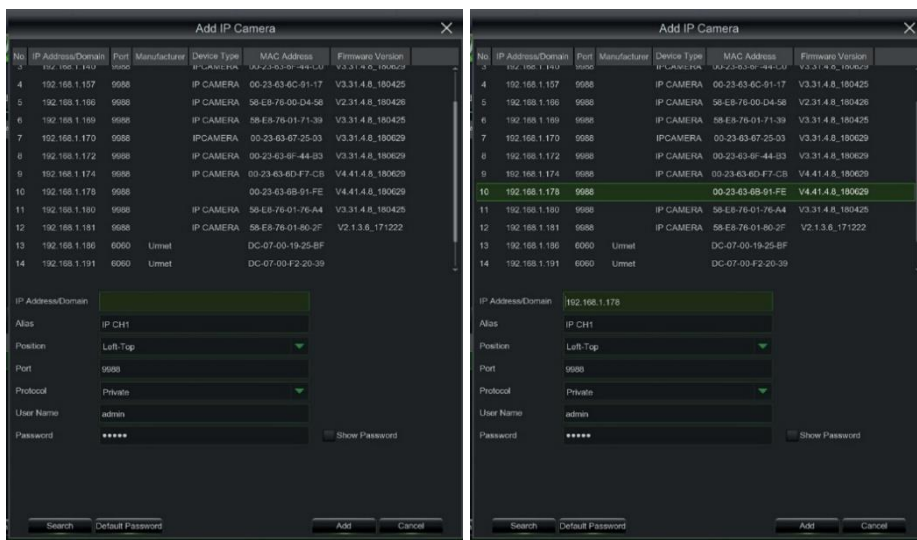 Add IP Camera
No IP Address/Domain Port Manufacturer Device Type MAC Address Firmware Version
4 192.168.1.157 9988 IP CAMERA 00-23-63-6C-91-17 V3.31.4.8_180425
5 192.168.1.166 9988 IP CAMERA 58-E8-76-00-D4-58
6 192.168.1.169 9988 IP CAMERA 58-E8-76-01-71-39 V3.31.4.8_180425
7 192.168.1.170 9988 IPCAMERA 00-23-63-67-25-03 V3.31.4.8_180629
8 192.168.1.172 9988 IP CAMERA 00-23-63-6F-44-B3 V3.31.4.8_180629
9 192.168.1.174 9988 IP CAMERA 00-23-63-6D-F7-CB V4.41.4.8_180629
10 192.168.1.178 9988 00-23-63-6B-91-FE V4.41.4.8_180629
11 192.168.1.180 9988 IP CAMERA 58-E8-76-01-76-A4 V3.31.4.8_180425
12 192.168.1.181 9988 IP CAMERA 58-E8-76-01-80-2F V2.1.3.6_171222
13 192.168.1.186 6060 Urmet DC-07-00-19-25-BF
14 192.168.1.191 6060 Urmet DC-07-00-F2-20-39
IP Address/Domain
Alias IP CH1
Position Left-Top
Port 9988
Protocol Private
User Name admin
Password ●●●●● Show Password
Search Default Password Add Cancel
Add IP Camera
No IP Address/Domain Port Manufacturer Device Type MAC Address Firmware Version
4 192.168.1.157 9988 IP CAMERA 00-23-63-6C-91-17 V3.31.4.8_180425
5 192.168.1.166 9988 IP CAMERA 58-E8-76-00-D4-58
6 192.168.1.169 9988 IP CAMERA 58-E8-76-01-71-39 V3.31.4.8_180425
7 192.168.1.170 9988 IPCAMERA 00-23-63-67-25-03 V3.31.4.8_180629
8 192.168.1.172 9988 IP CAMERA 00-23-63-6F-44-B3 V3.31.4.8_180629
9 192.168.1.174 9988 IP CAMERA 00-23-63-6D-F7-CB V4.41.4.8_180629
10 192.168.1.178 9988 00-23-63-6B-91-FE V4.41.4.8_180629
11 192.168.1.180 9988 IP CAMERA 58-E8-76-01-76-A4 V3.31.4.8_180425
12 192.168.1.181 9988 IP CAMERA 58-E8-76-01-80-2F V2.1.3.6_171222
13 192.168.1.186 6060 Urmet DC-07-00-19-25-BF
14 192.168.1.191 6060 Urmet DC-07-00-F2-20-39
IP Address/Domain 192.168.1.178
Alias IP CH1
Position Left-Top
Port 9988
Protocol Private
User Name admin
Password ●●●●● Show Password
Search Default Password Add Cancel